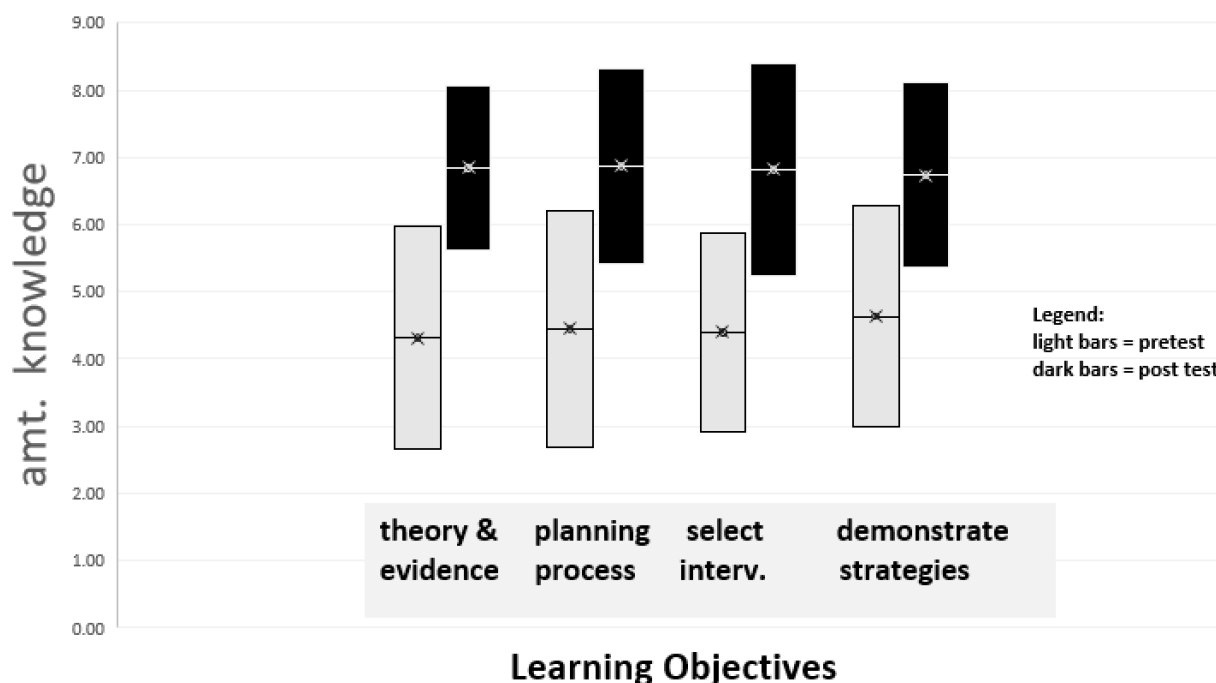 9.00
8.00
7.00
6.00
5.00
4.00
3.00
2.00
1.00
0.00
amt. knowledge
Legend:
light bars = pretest
dark bars = post test
theory & planning select demonstrate
evidence process interv. strategies
Learning Objectives